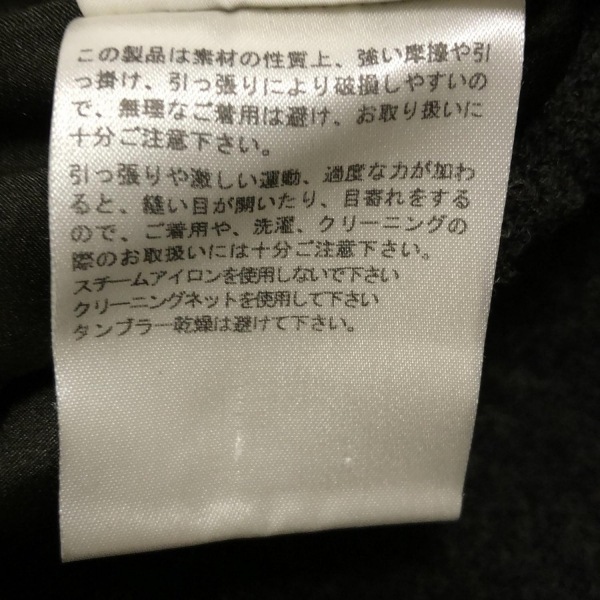 この製品は素材の性質上、強い摩擦や引
っ掛け、引っ張りにより破損しやすいの
で、無理なご着用は避け、お取り扱いに
十分ご注意下さい。
引っ張りや激しい運動、過度な力が加わ
ると、縫い目が開いたり、目寄れをする
ので、ご着用や、洗濯、クリーニングの
際のお取扱いには十分ご注意下さい。
スチームアイロンを使用しないで下さい
クリーニングネットを使用して下さい
タンブラー乾燥は避けて下さい。